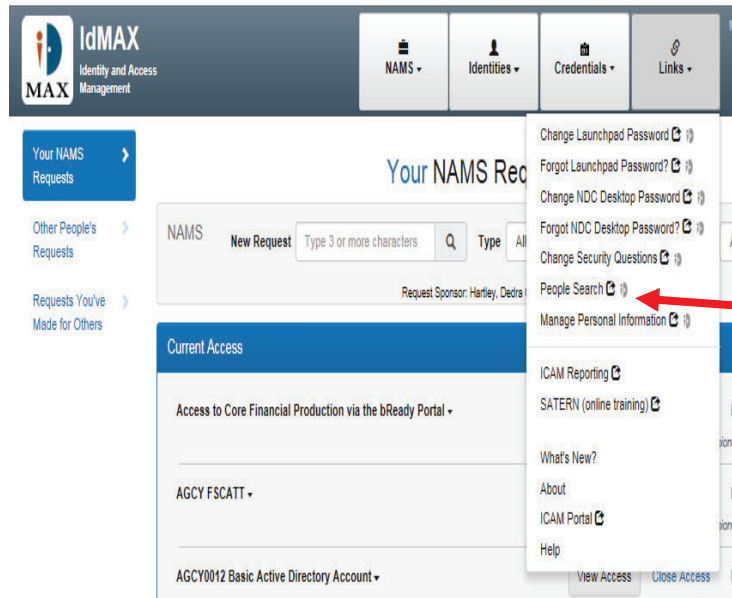 IdMAX
Identity and Access
Management
MAX
NAMS
Identities
Credentials
Links
Your NAMS
Requests
Other People's
Requests
Requests You've
Made for Others
Your NAMS Req
NAMS
New Request
Type 3 or more characters
Type
All
Request Sponsor: Hartley, Dedra
Current Access
Access to Core Financial Production via the bReady Portal
AGCY FSCATT
AGCY0012 Basic Active Directory Account
View Access
Close Access
Change Launchpad Password
Forgot Launchpad Password?
Change NDC Desktop Password
Forgot NDC Desktop Password?
Change Security Questions
People Search
Manage Personal Information
ICAM Reporting
SATERN (online training)
What's New?
About
ICAM Portal
Help